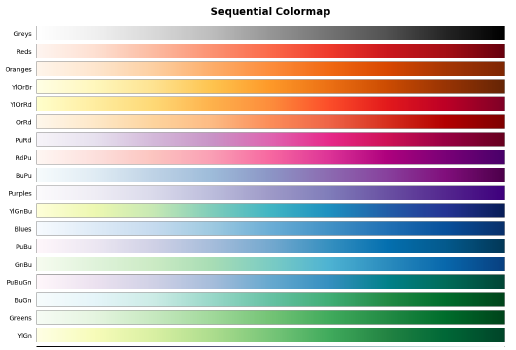 Sequential Colormap
Greys
Reds
Oranges
YlOrBr
YlOrRd
OrRd
PuRd
RdPu
BuPu
Purples
YlGnBu
Blues
PuBu
GnBu
PuBuGn
BuGn
Greens
YlGn